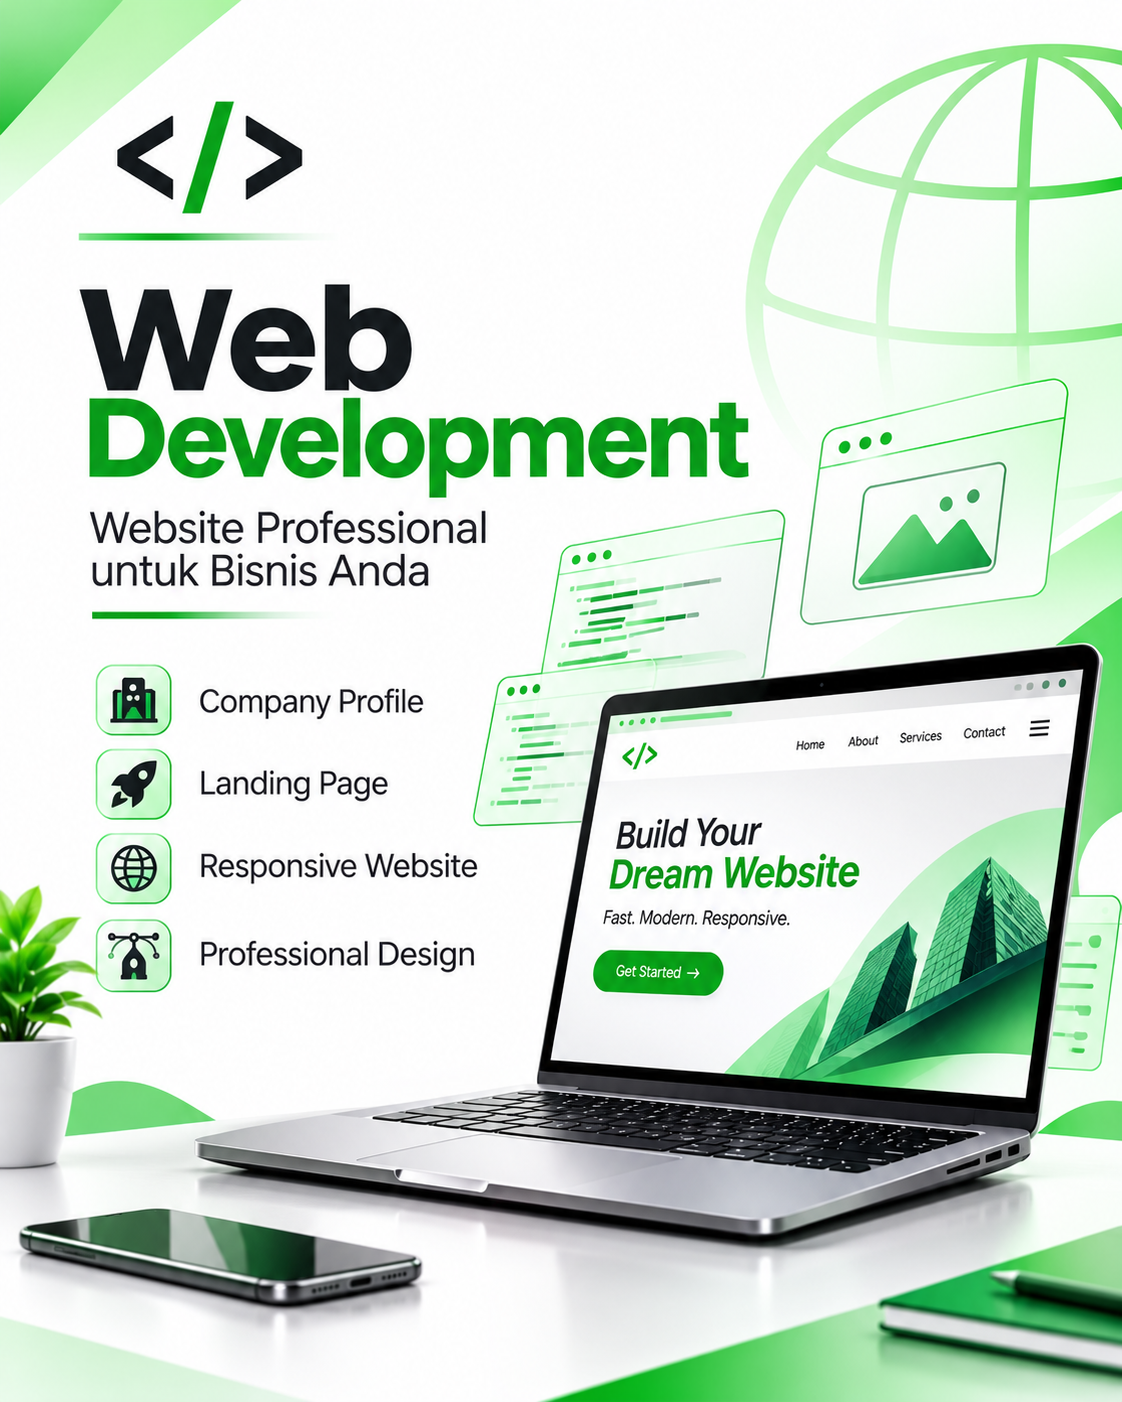 </>
Web
Development
Website Professional
untuk Bisnis Anda
Company Profile
Landing Page
Responsive Website
Professional Design
</>
Home About Services Contact
Build Your
Dream Website
Fast. Modern. Responsive.
Get Started →